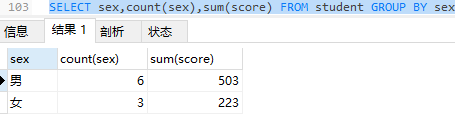 103 SELECT sex,count(sex),sum(score) FROM student GROUP BY sex
信息 结果 1 剖析 状态
sex count(sex) sum(score)
男 6 503
女 3 223